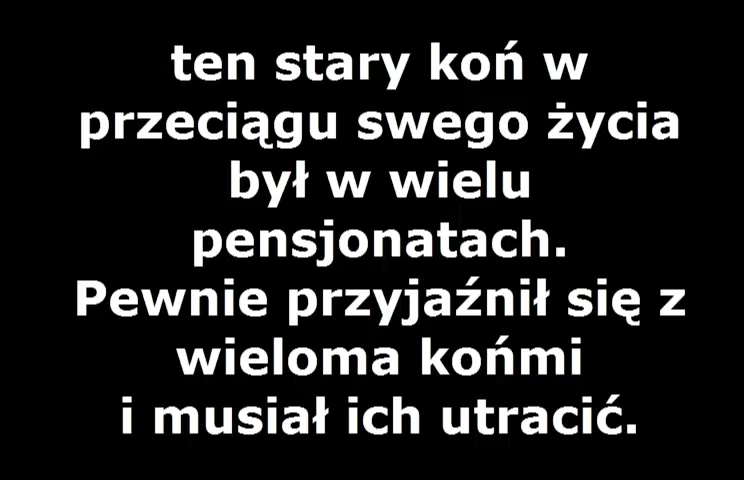 ten stary koń w
przeciągu swego życia
był w wielu
pensjonatach.
Pewnie przyjaźnił się z
wieloma końmi
i musiał ich utracić.